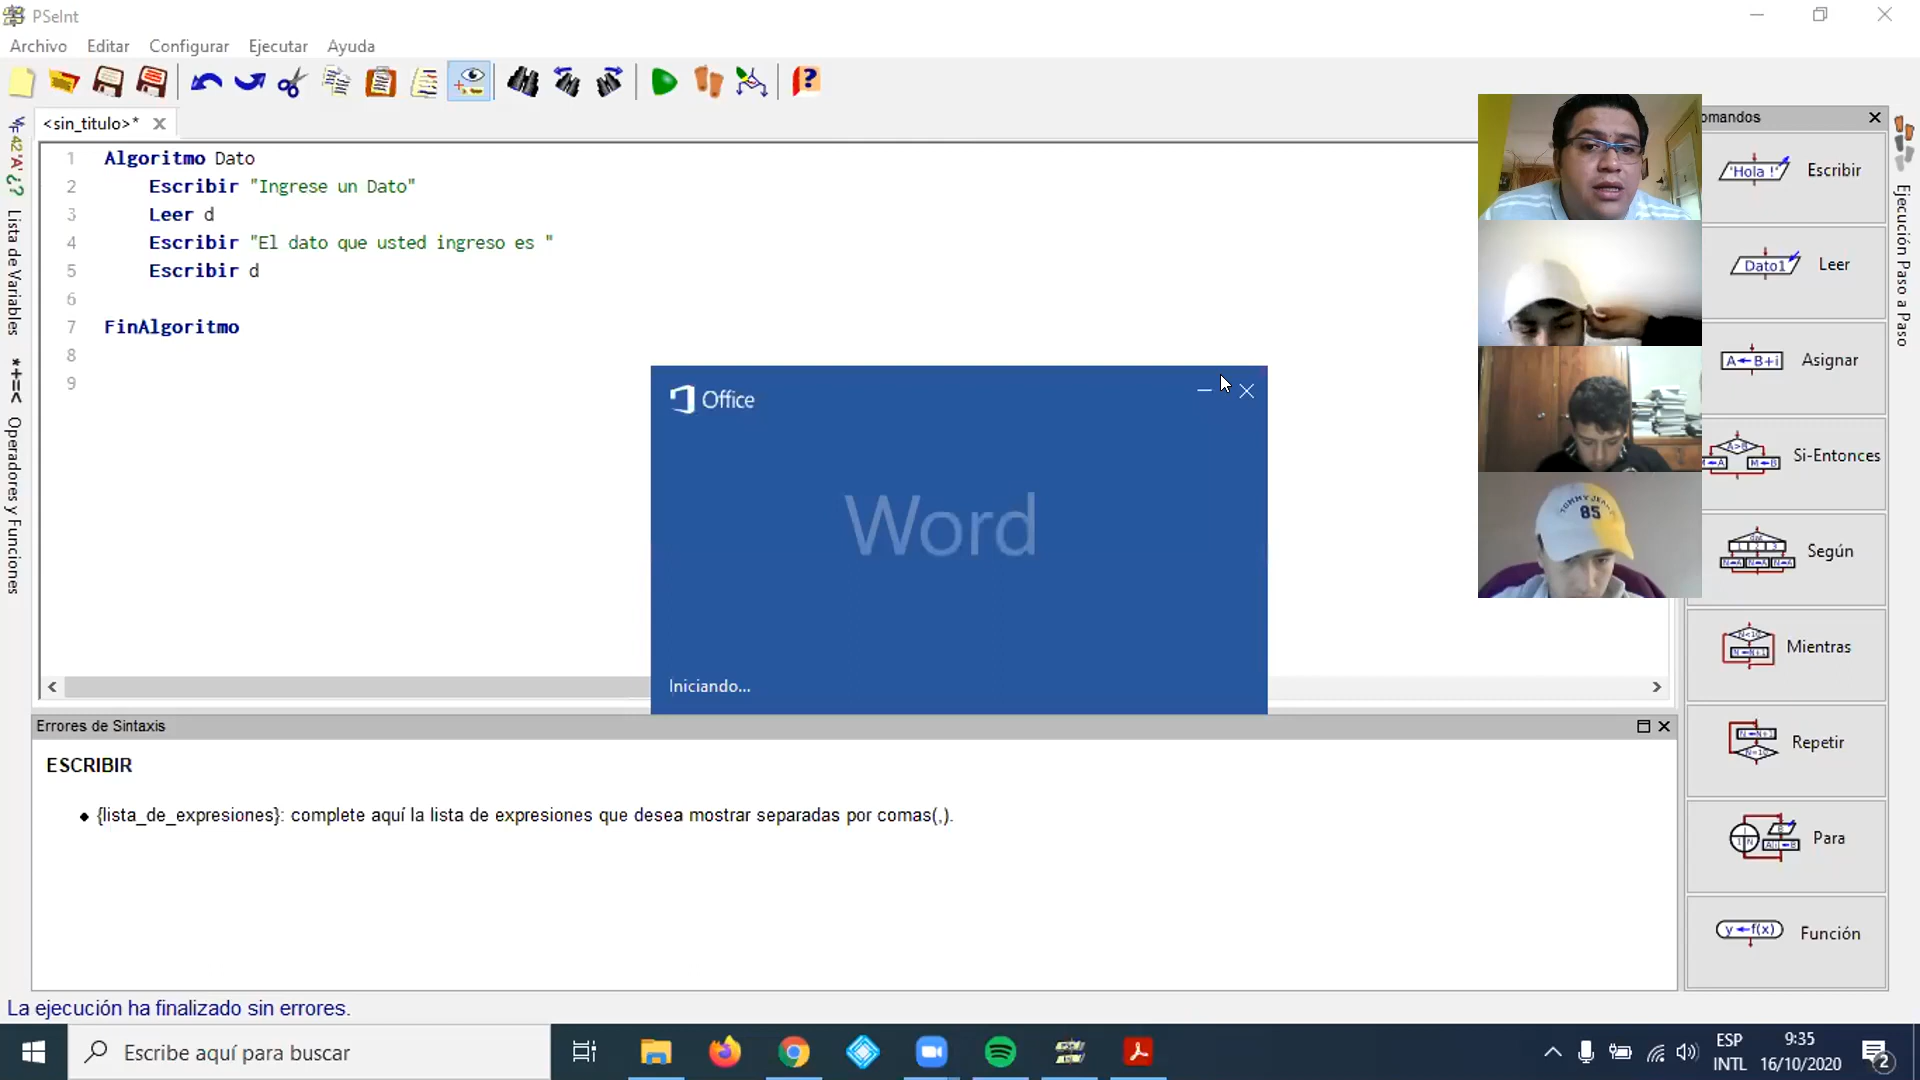 PSeInt
Archivo Editar Configurar Ejecutar Ayuda
<sin_titulo>*
1 Algoritmo Dato
2 Escribir "Ingrese un Dato"
3 Leer d
4 Escribir "El dato que usted ingreso es "
5 Escribir d
6
7 FinAlgoritmo
8
9
Lista de Variables
Operadores y Funciones
Office
Word
Iniciando...
TOMMY JEANS
85
omandos
'Hola !' Escribir
Dato1 Leer
A B+i Asignar
A>B Si-Entonces
Según
Mientras
Repetir
Para
y f(x) Función
Ejecución Paso a Paso
Errores de Sintaxis
ESCRIBIR
{lista_de_expresiones}: complete aquí la lista de expresiones que desea mostrar separadas por comas(,).
La ejecución ha finalizado sin errores.
Escribe aquí para buscar
ESP
INTL
9:35
16/10/2020
2